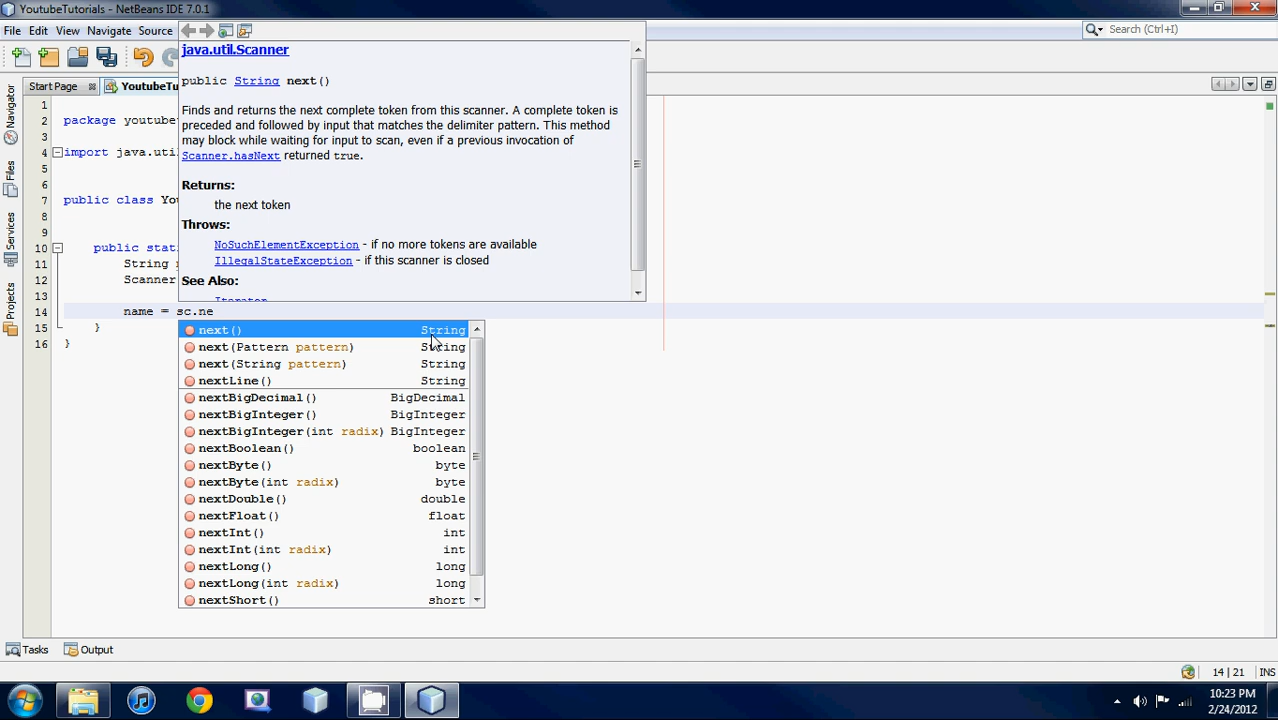 YoutubeTutorials - NetBeans IDE 7.0.1
File Edit View Navigate Source
Search (Ctrl+I)
Start Page
YoutubeTu
java.util.Scanner
public String next()
Finds and returns the next complete token from this scanner. A complete token is
preceded and followed by input that matches the delimiter pattern. This method
may block while waiting for input to scan, even if a previous invocation of
Scanner.hasNext returned true.
Returns:
the next token
Throws:
NoSuchElementException - if no more tokens are available
IllegalStateException - if this scanner is closed
See Also:
Iterator
Navigator
Files
Services
Projects
1
2 package youtube
3
4 import java.uti
5
6
7 public class Yo
8
9
10 public stat
11 String
12 Scanner
13
14 name = sc.ne
15 }
16 }
next() String
next(Pattern pattern) String
next(String pattern) String
nextLine() String
nextBigDecimal() BigDecimal
nextBigInteger() BigInteger
nextBigInteger(int radix) BigInteger
nextBoolean() boolean
nextByte() byte
nextByte(int radix) byte
nextDouble() double
nextFloat() float
nextInt() int
nextInt(int radix) int
nextLong() long
nextLong(int radix) long
nextShort() short
Tasks Output
14 | 21 INS
10:23 PM
2/24/2012